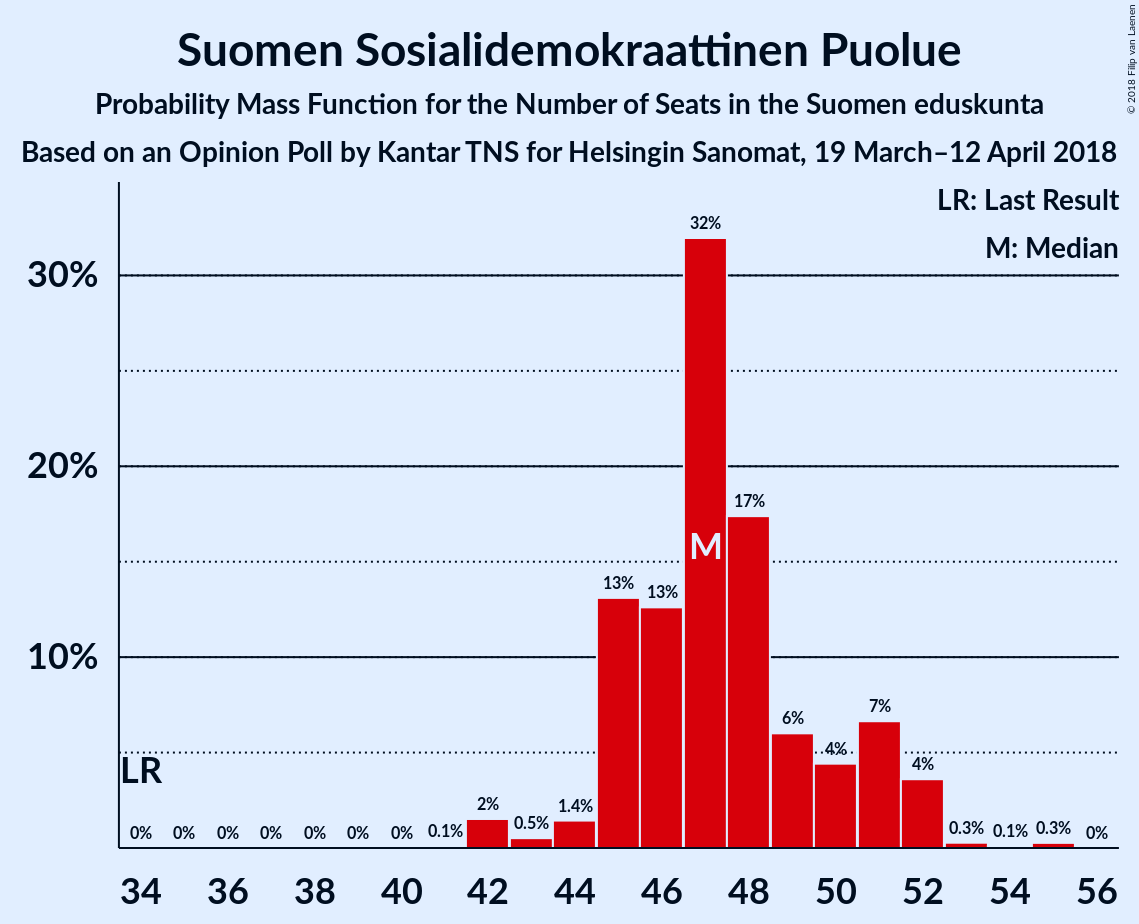 Suomen Sosialidemokraattinen Puolue
Probability Mass Function for the Number of Seats in the Suomen eduskunta
Based on an Opinion Poll by Kantar TNS for Helsingin Sanomat, 19 March–12 April 2018
© 2018 Filip van Laenen
LR: Last Result
M: Median
30%
20%
10%
LR
M
0% 0% 0% 0% 0% 0% 0% 0.1% 2% 0.5% 1.4% 13% 13% 32% 17% 6% 4% 7% 4% 0.3% 0.1% 0.3% 0%
34 36 38 40 42 44 46 48 50 52 54 56